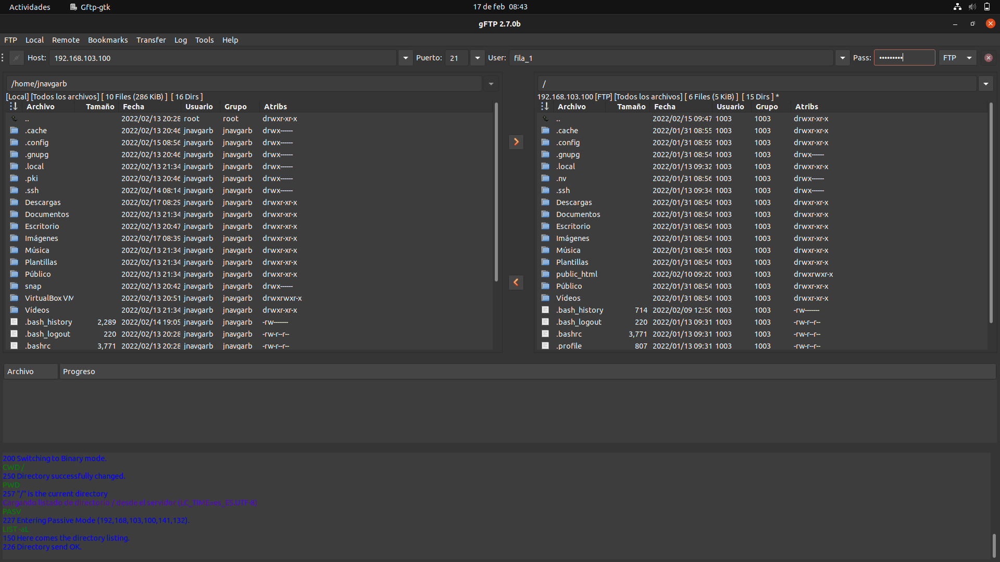 Actividades Gftp-gtk 17 de feb 08:43
gFTP 2.7.0b
FTP Local Remote Bookmarks Transfer Log Tools Help
Host: 192.168.103.100 Puerto: 21 User: fila_1 Pass: ••••••••• FTP
/home/jnavgarb
[Local] [Todos los archivos] [ 10 Files (286 KiB) ] [ 16 Dirs ]
Archivo Tamaño Fecha Usuario Grupo Atribs
.. 2022/02/13 20:28 root root drwxr-xr-x
.cache 2022/02/13 20:46 jnavgarb jnavgarb drwx------
.config 2022/02/15 08:56 jnavgarb jnavgarb drwx------
.gnupg 2022/02/13 20:46 jnavgarb jnavgarb drwx------
.local 2022/02/13 21:34 jnavgarb jnavgarb drwx------
.pki 2022/02/13 20:46 jnavgarb jnavgarb drwx------
.ssh 2022/02/14 08:14 jnavgarb jnavgarb drwx------
Descargas 2022/02/17 08:29 jnavgarb jnavgarb drwxr-xr-x
Documentos 2022/02/13 21:34 jnavgarb jnavgarb drwxr-xr-x
Escritorio 2022/02/13 20:47 jnavgarb jnavgarb drwxr-xr-x
Imágenes 2022/02/17 08:39 jnavgarb jnavgarb drwxr-xr-x
Música 2022/02/13 21:34 jnavgarb jnavgarb drwxr-xr-x
Plantillas 2022/02/13 21:34 jnavgarb jnavgarb drwxr-xr-x
Público 2022/02/13 21:34 jnavgarb jnavgarb drwxr-xr-x
snap 2022/02/13 20:42 jnavgarb jnavgarb drwx------
VirtualBox VM 2022/02/13 20:51 jnavgarb jnavgarb drwxrwxr-x
Vídeos 2022/02/13 21:34 jnavgarb jnavgarb drwxr-xr-x
.bash_history 2,289 2022/02/14 19:05 jnavgarb jnavgarb -rw-------
.bash_logout 220 2022/02/13 20:28 jnavgarb jnavgarb -rw-r--r--
.bashrc 3,771 2022/02/13 20:28 jnavgarb jnavgarb -rw-r--r--
/
192.168.103.100 [FTP] [Todos los archivos] [ 6 Files (5 KiB) ] [ 15 Dirs ] *
Archivo Tamaño Fecha Usuario Grupo Atribs
.. 2022/02/15 09:47 1003 1003 drwxr-xr-x
.cache 2022/01/31 08:55 1003 1003 drwxr-xr-x
.config 2022/01/31 08:59 1003 1003 drwxr-xr-x
.gnupg 2022/01/31 08:54 1003 1003 drwx------
.local 2022/01/13 09:32 1003 1003 drwxr-xr-x
.nv 2022/01/31 08:56 1003 1003 drwx------
.ssh 2022/01/13 09:34 1003 1003 drwx------
Descargas 2022/01/31 08:54 1003 1003 drwxr-xr-x
Documentos 2022/01/31 08:54 1003 1003 drwxr-xr-x
Escritorio 2022/01/31 08:54 1003 1003 drwxr-xr-x
Imágenes 2022/01/31 08:54 1003 1003 drwxr-xr-x
Música 2022/01/31 08:54 1003 1003 drwxr-xr-x
Plantillas 2022/01/31 08:54 1003 1003 drwxr-xr-x
public_html 2022/02/10 09:20 1003 1003 drwxrwxr-x
Público 2022/01/31 08:54 1003 1003 drwxr-xr-x
Vídeos 2022/01/31 08:54 1003 1003 drwxr-xr-x
.bash_history 714 2022/02/09 12:50 1003 1003 -rw-------
.bash_logout 220 2022/01/13 09:31 1003 1003 -rw-r--r--
.bashrc 3,771 2022/01/13 09:31 1003 1003 -rw-r--r--
.profile 807 2022/01/13 09:31 1003 1003 -rw-r--r--
Archivo Progreso
200 Switching to Binary mode.
CWD /
250 Directory successfully changed.
PWD
257 "/" is the current directory
Cargando listado de directorio / desde el servidor (LC_TIME=es_ES.UTF-8)
PASV
227 Entering Passive Mode (192,168,103,100,141,132).
LIST -aL
150 Here comes the directory listing.
226 Directory send OK.